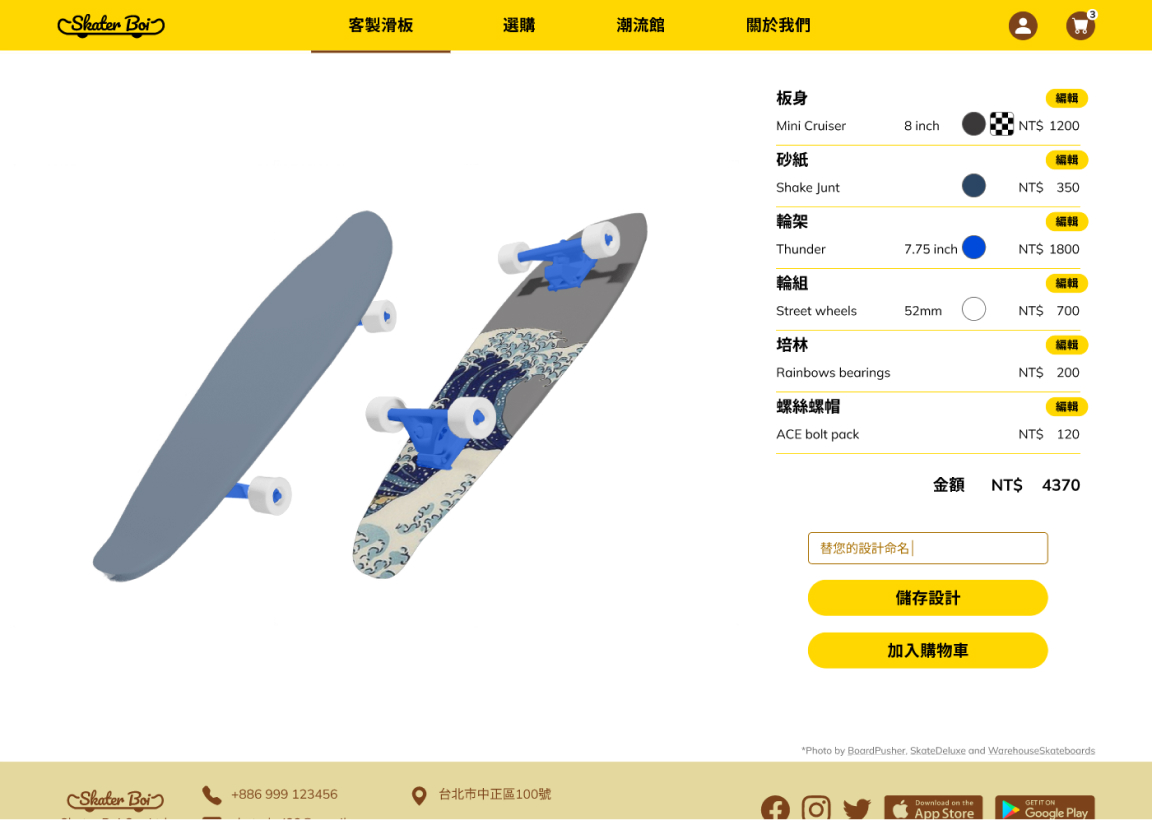 Skater Boi
客製滑板
選購
潮流館
關於我們
3
板身
編輯
Mini Cruiser 8 inch NT$ 1200
砂紙
編輯
Shake Junt NT$ 350
輪架
編輯
Thunder 7.75 inch NT$ 1800
輪組
編輯
Street wheels 52mm NT$ 700
培林
編輯
Rainbows bearings NT$ 200
螺絲螺帽
編輯
ACE bolt pack NT$ 120
金額 NT$ 4370
替您的設計命名
儲存設計
加入購物車
*Photo by BoardPusher, SkateDeluxe and WarehouseSkateboards
Skater Boi
+886 999 123456
台北市中正區100號
Download on the
App Store
GET IT ON
Google Play